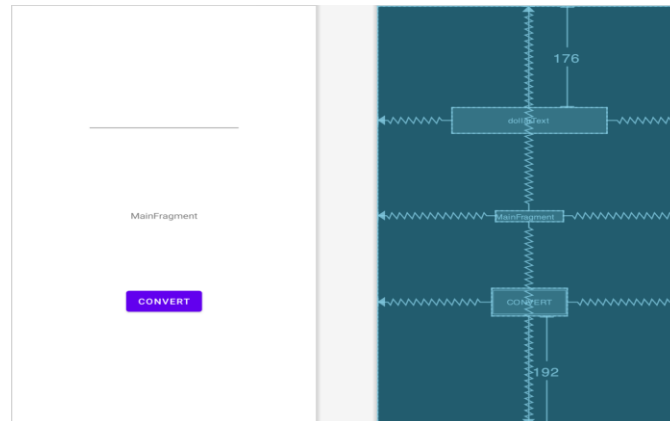 MainFragment
CONVERT
176
dollarText
MainFragment
CONVERT
192